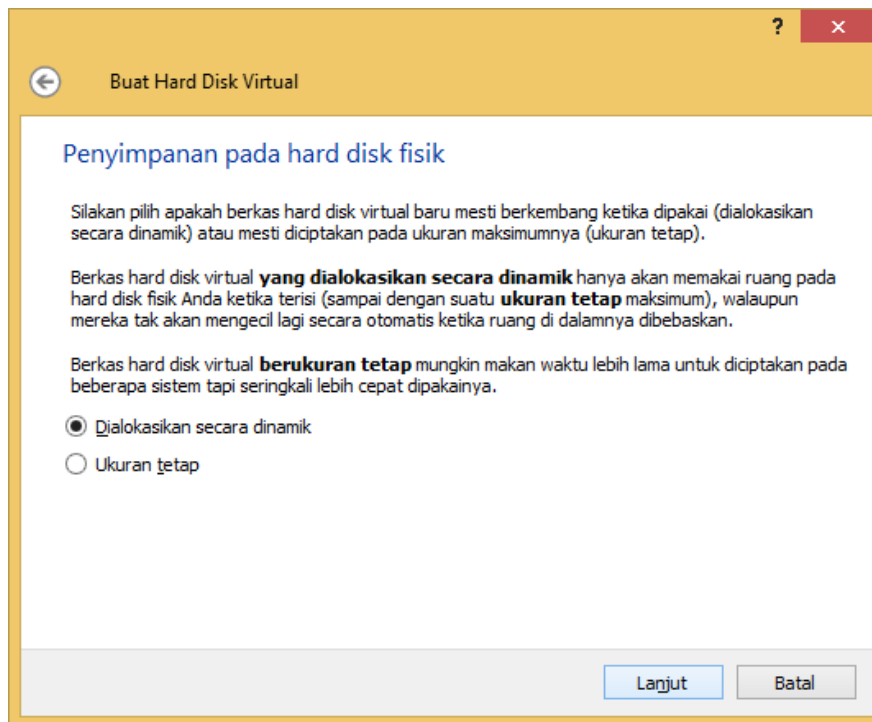 ?
Buat Hard Disk Virtual
Penyimpanan pada hard disk fisik
Silakan pilih apakah berkas hard disk virtual baru mesti berkembang ketika dipakai (dialokasikan
secara dinamik) atau mesti diciptakan pada ukuran maksimumnya (ukuran tetap).
Berkas hard disk virtual yang dialokasikan secara dinamik hanya akan memakai ruang pada
hard disk fisik Anda ketika terisi (sampai dengan suatu ukuran tetap maksimum), walaupun
mereka tak akan mengecil lagi secara otomatis ketika ruang di dalamnya dibebaskan.
Berkas hard disk virtual berukuran tetap mungkin makan waktu lebih lama untuk diciptakan pada
beberapa sistem tapi seringkali lebih cepat dipakainya.
Dialokasikan secara dinamik
Ukuran tetap
Lanjut Batal